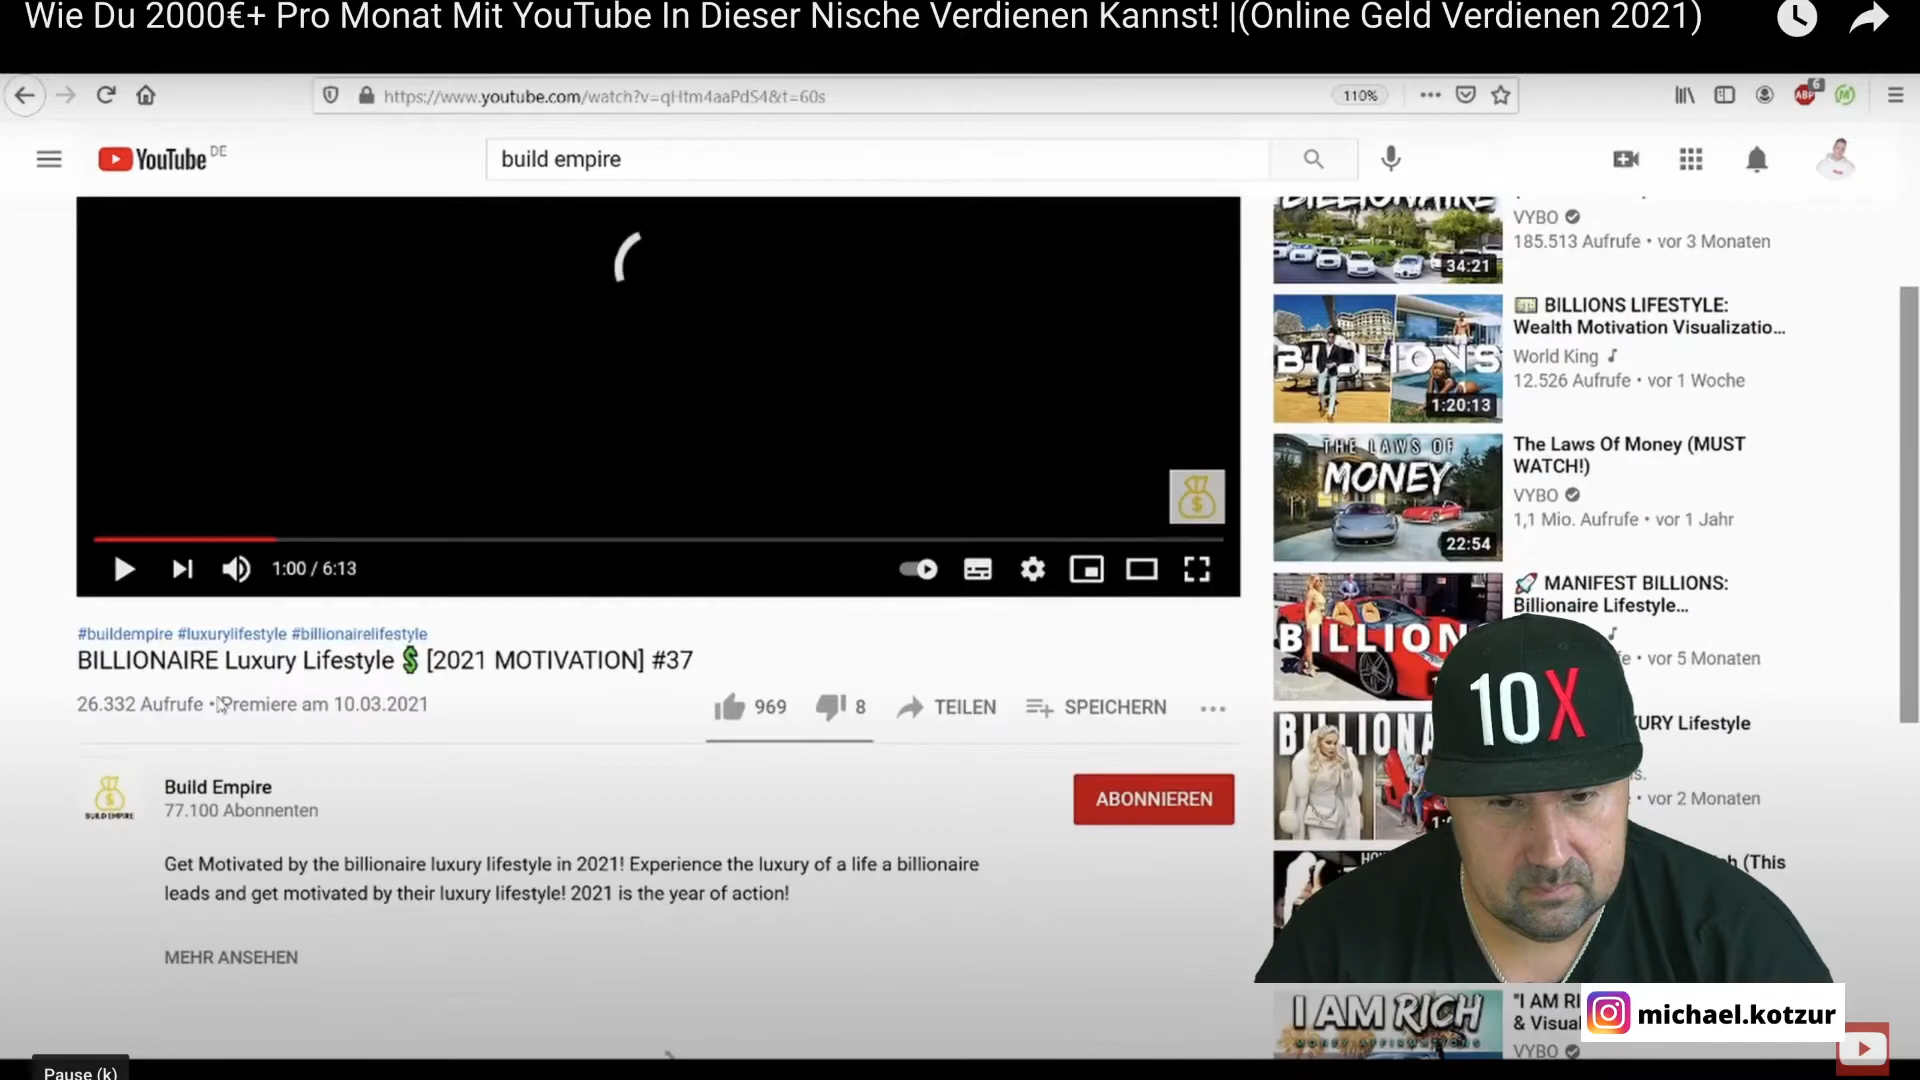 Wie Du 2000€+ Pro Monat Mit YouTube In Dieser Nische Verdienen Kannst! |(Online Geld Verdienen 2021)
https://www.youtube.com/watch?v=qHtm4aaPdS4&t=60s
110%
6
ABP
YouTube DE
build empire
VYBO
185.513 Aufrufe • vor 3 Monaten
34:21
BILLIONS LIFESTYLE:
Wealth Motivation Visualizatio...
World King
12.526 Aufrufe • vor 1 Woche
BILLIONS
1:20:13
THE LAWS OF
MONEY
22:54
The Laws Of Money (MUST
WATCH!)
VYBO
1,1 Mio. Aufrufe • vor 1 Jahr
MANIFEST BILLIONS:
Billionaire Lifestyle...
• vor 5 Monaten
BILLION
1:00 / 6:13
#buildempire #luxurylifestyle #billionairelifestyle
BILLIONAIRE Luxury Lifestyle [2021 MOTIVATION] #37
26.332 Aufrufe • Premiere am 10.03.2021
969
8
TEILEN
SPEICHERN
10X
URY Lifestyle
• vor 2 Monaten
BILLIONA
BUILD EMPIRE
Build Empire
77.100 Abonnenten
ABONNIEREN
Get Motivated by the billionaire luxury lifestyle in 2021! Experience the luxury of a life a billionaire
leads and get motivated by their luxury lifestyle! 2021 is the year of action!
MEHR ANSEHEN
(This
I AM RICH
MONEY AFFIRMATIONS
"I AM RI
& Visual
VYBO
michael.kotzur
Pause (k)